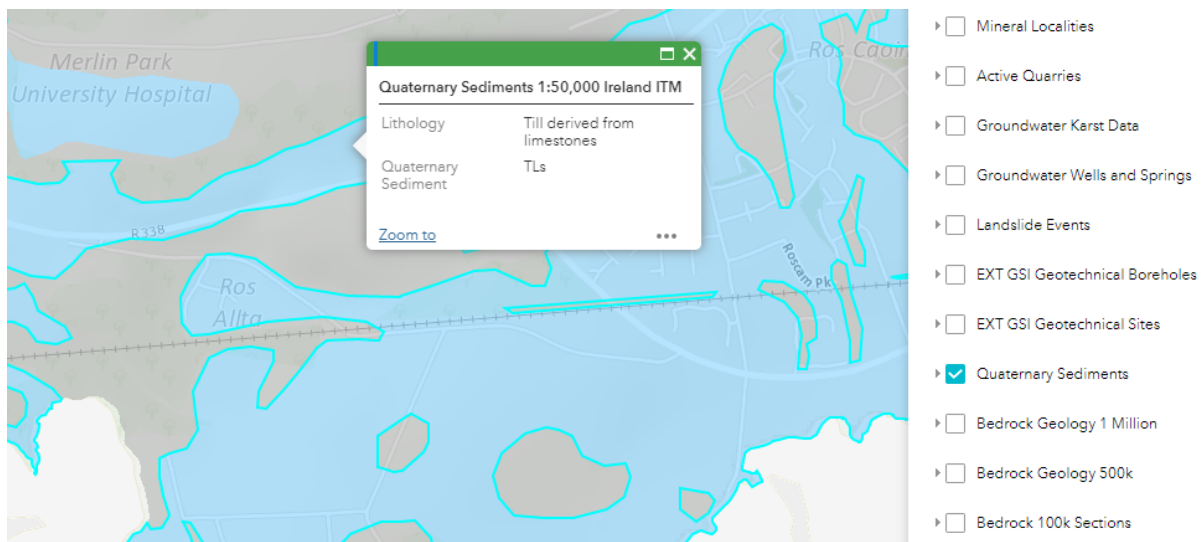 Merlin Park
University Hospital
Quaternary Sediments 1:50,000 Ireland ITM
Lithology
Till derived from
limestones
Quaternary
Sediment
TLs
Zoom to
R338
Ros
Allta
Roscam Pk
Mineral Localities
Active Quarries
Groundwater Karst Data
Groundwater Wells and Springs
Landslide Events
EXT GSI Geotechnical Boreholes
EXT GSI Geotechnical Sites
Quaternary Sediments
Bedrock Geology 1 Million
Bedrock Geology 500k
Bedrock 100k Sections